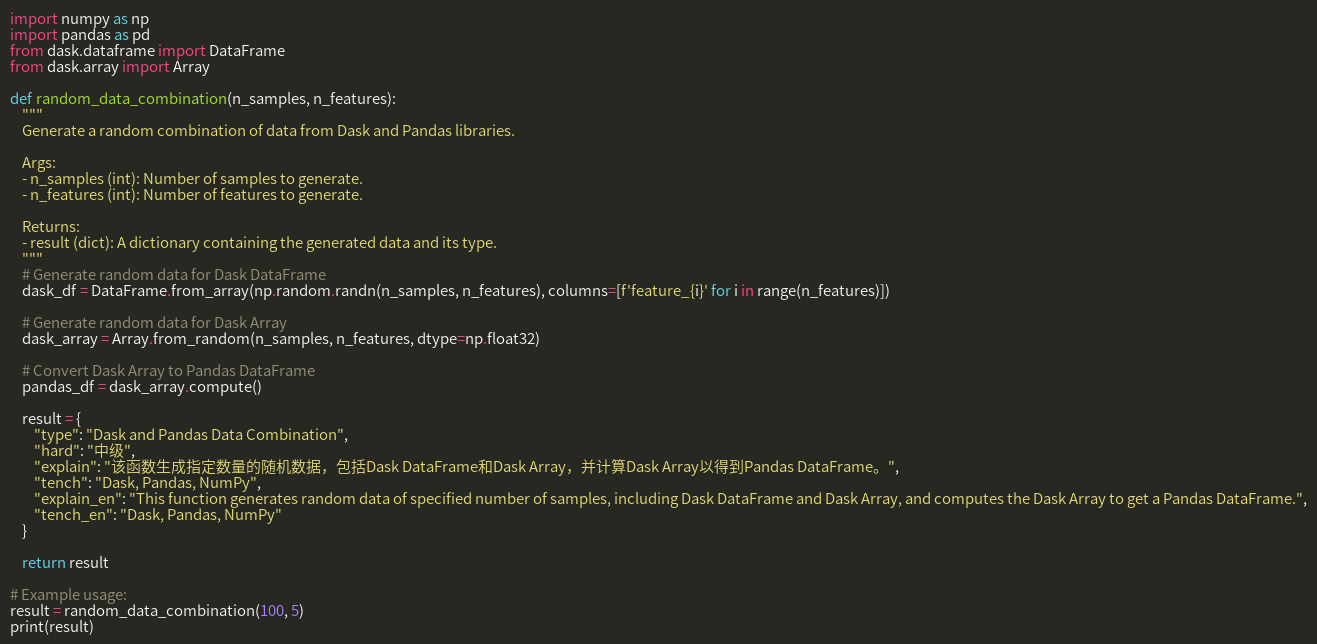 import numpy as np
import pandas as pd
from dask.dataframe import DataFrame
from dask.array import Array

def random_data_combination(n_samples, n_features):
    """
    Generate a random combination of data from Dask and Pandas libraries.

    Args:
    - n_samples (int): Number of samples to generate.
    - n_features (int): Number of features to generate.

    Returns:
    - result (dict): A dictionary containing the generated data and its type.
    """
    # Generate random data for Dask DataFrame
    dask_df = DataFrame.from_array(np.random.randn(n_samples, n_features), columns=[f'feature_{i}' for i in range(n_features)])

    # Generate random data for Dask Array
    dask_array = Array.from_random(n_samples, n_features, dtype=np.float32)

    # Convert Dask Array to Pandas DataFrame
    pandas_df = dask_array.compute()

    result = {
        "type": "Dask and Pandas Data Combination",
        "hard": "中级",
        "explain": "该函数生成指定数量的随机数据，包括Dask DataFrame和Dask Array，并计算Dask Array以得到Pandas DataFrame。",
        "tench": "Dask, Pandas, NumPy",
        "explain_en": "This function generates random data of specified number of samples, including Dask DataFrame and Dask Array, and computes the Dask Array to get a Pandas DataFrame.",
        "tench_en": "Dask, Pandas, NumPy"
    }

    return result

# Example usage:
result = random_data_combination(100, 5)
print(result)